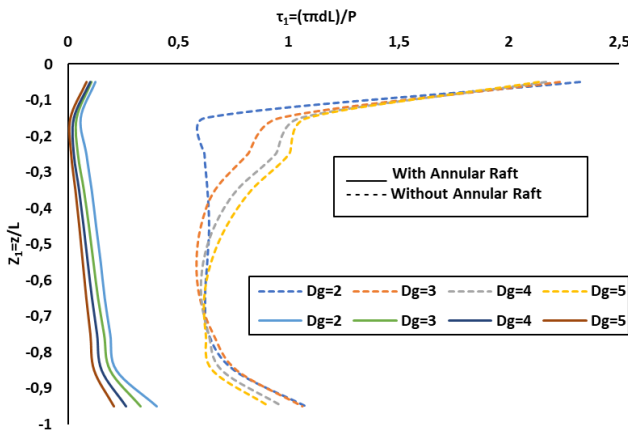 τ₁=(τπdL)/P
0 0,5 1 1,5 2 2,5
Z₁=z/L
0
-0,1
-0,2
-0,3
-0,4
-0,5
-0,6
-0,7
-0,8
-0,9
-1
With Annular Raft
Without Annular Raft
Dg=2 Dg=3 Dg=4 Dg=5
Dg=2 Dg=3 Dg=4 Dg=5